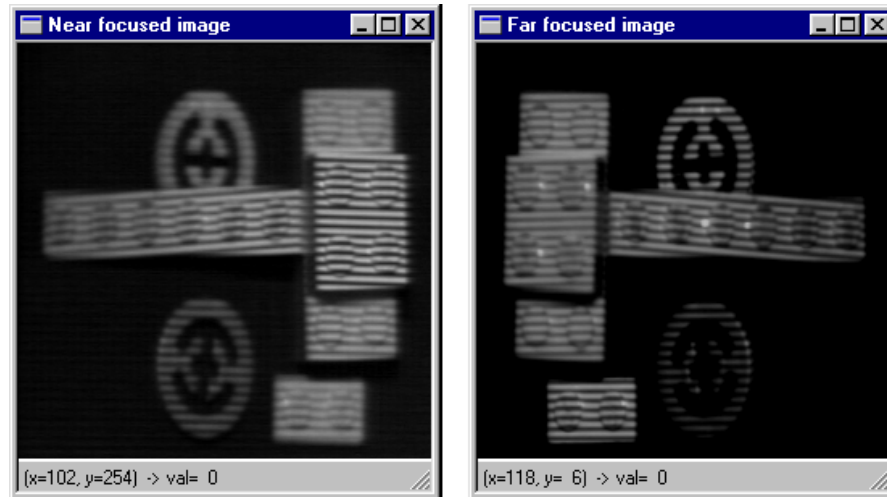 Near focused image
(x=102, y=254) -> val= 0
Far focused image
(x=118, y= 6) -> val= 0